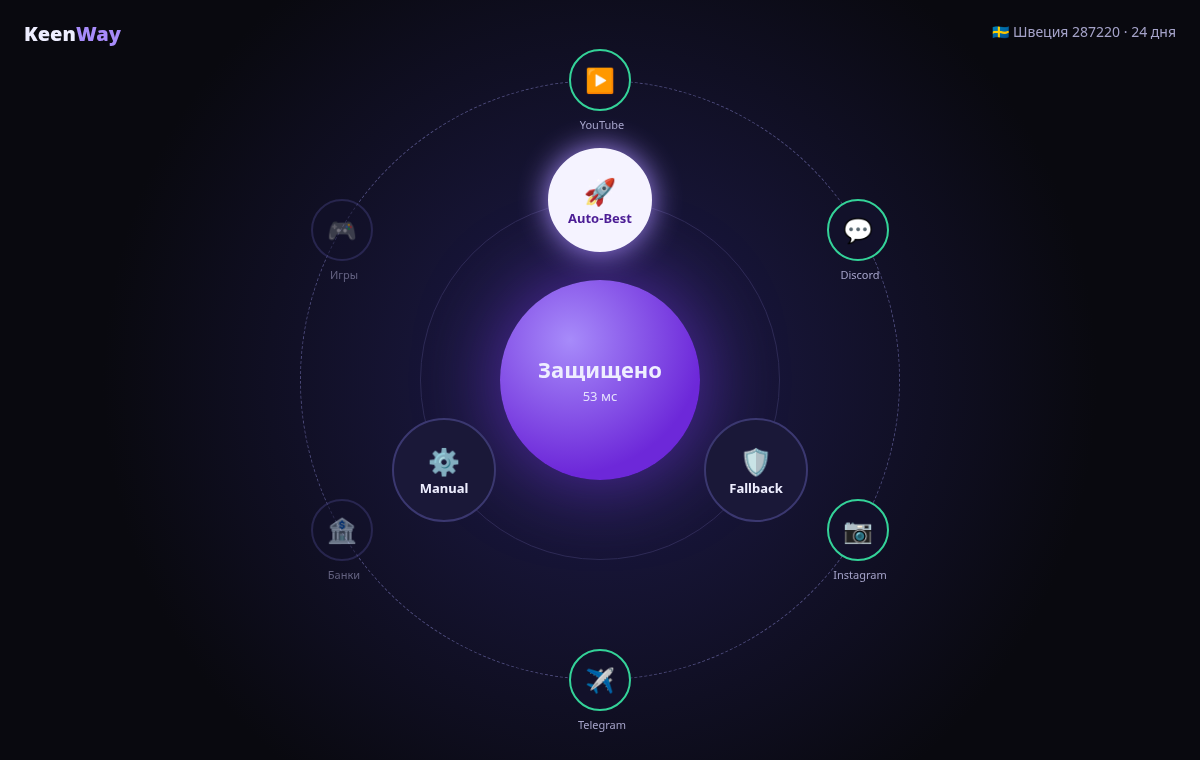 KeenWay
🇸🇪 Швеция 287220 · 24 дня
YouTube
Auto-Best
Игры
Discord
Защищено
53 мс
Manual
Fallback
Банки
Instagram
Telegram